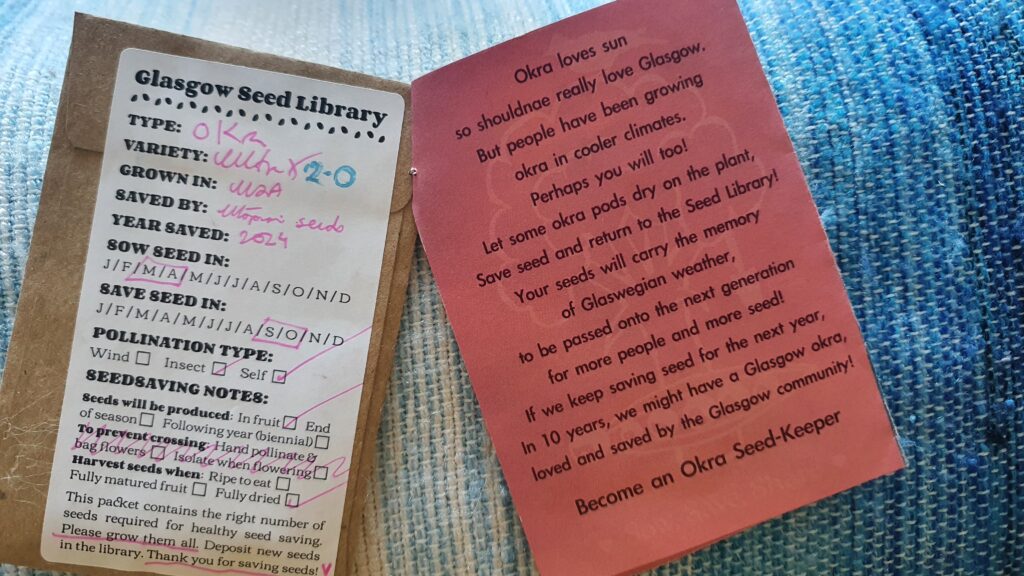 Glasgow Seed Library
TYPE: OKra
VARIETY: 2-0
GROWN IN: USA
SAVED BY: Utopian seeds
YEAR SAVED: 2024
SOW SEED IN:
J/F/M/A/M/J/J/A/S/O/N/D
SAVE SEED IN:
J/F/M/A/M/J/J/A/S/O/N/D
POLLINATION TYPE:
Wind Insect Self
SEEDSAVING NOTES:
Seeds will be produced: In fruit End
of season Following year (biennial)
To prevent crossing: Hand pollinate &
bag flowers Isolate when flowering
Harvest seeds when: Ripe to eat
Fully matured fruit Fully dried
This packet contains the right number of
seeds required for healthy seed saving.
Please grow them all. Deposit new seeds
in the library. Thank you for saving seeds!
Okra loves sun
so shouldnae really love Glasgow.
But people have been growing
okra in cooler climates.
Perhaps you will too!
Let some okra pods dry on the plant,
Save seed and return to the Seed Library!
Your seeds will carry the memory
of Glaswegian weather,
to be passed onto the next generation
for more people and more seed!
If we keep saving seed for the next year,
In 10 years, we might have a Glasgow okra,
loved and saved by the Glasgow community!
Become an Okra Seed-Keeper